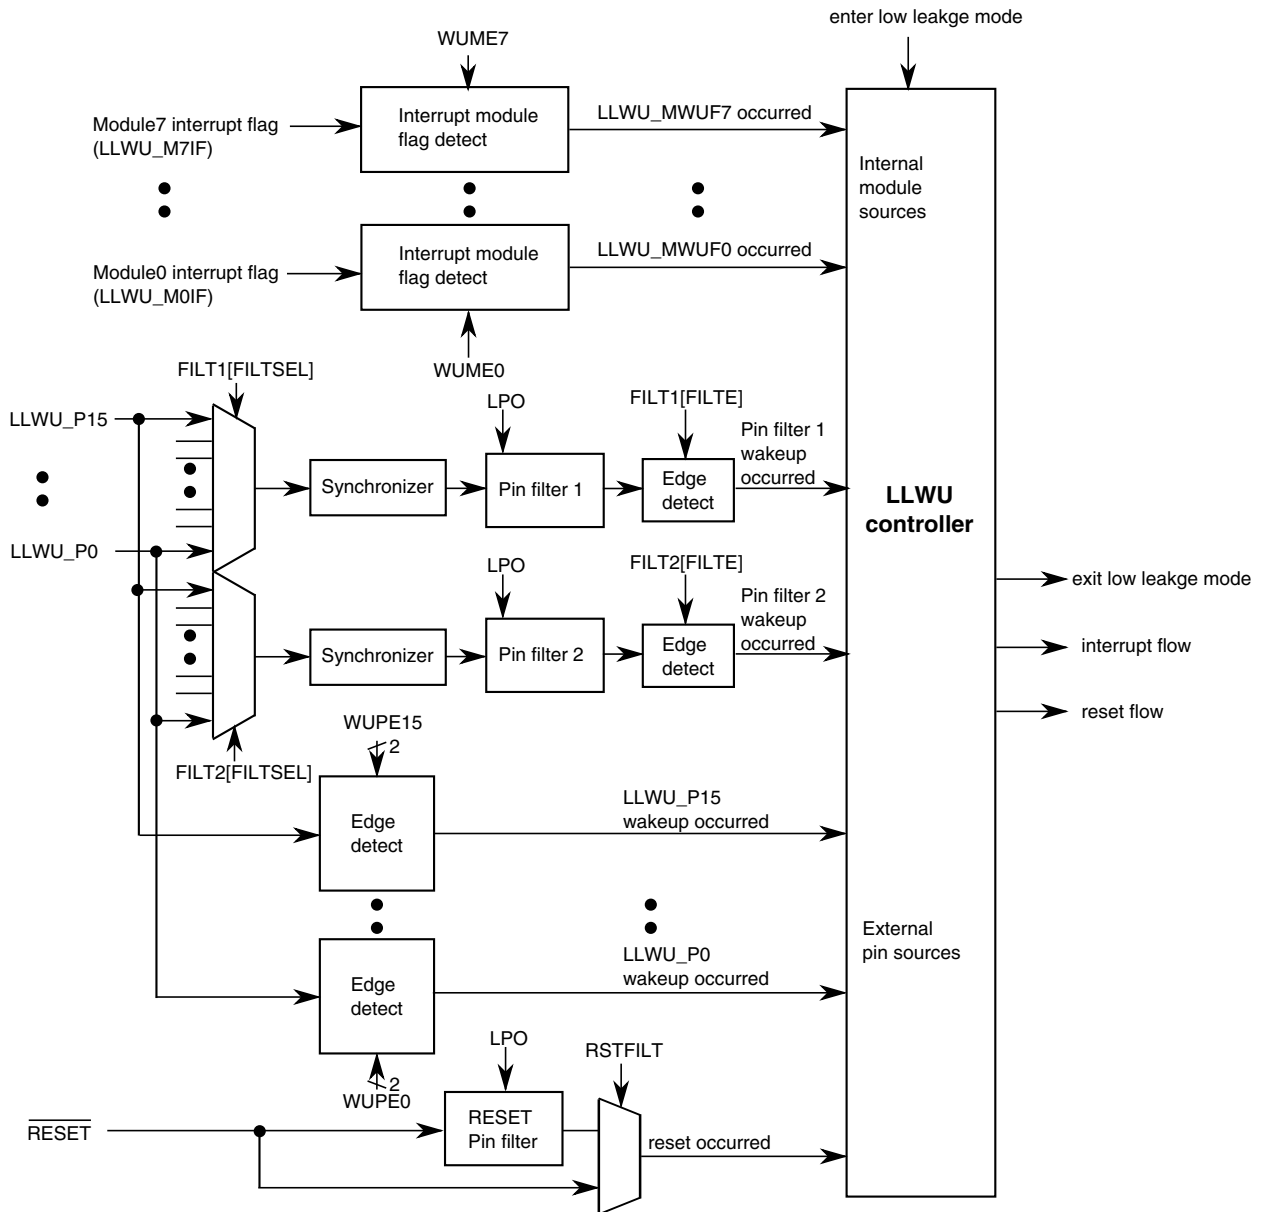 enter low leakge mode
WUME7
Module7 interrupt flag
(LLWU_M7IF)
Interrupt module
flag detect
LLWU_MWUF7 occurred
Internal
module
sources
Module0 interrupt flag
(LLWU_M0IF)
Interrupt module
flag detect
LLWU_MWUF0 occurred
WUME0
FILT1[FILTSEL]
LLWU_P15
LLWU_P0
Synchronizer
LPO
Pin filter 1
FILT1[FILTE]
Edge
detect
Pin filter 1
wakeup
occurred
LLWU
controller
Synchronizer
LPO
Pin filter 2
FILT2[FILTE]
Edge
detect
Pin filter 2
wakeup
occurred
exit low leakge mode
interrupt flow
reset flow
FILT2[FILTSEL]
WUPE15
2
Edge
detect
LLWU_P15
wakeup occurred
Edge
detect
LLWU_P0
wakeup occurred
External
pin sources
2
WUPE0
RESET
LPO
RESET
Pin filter
RSTFILT
reset occurred